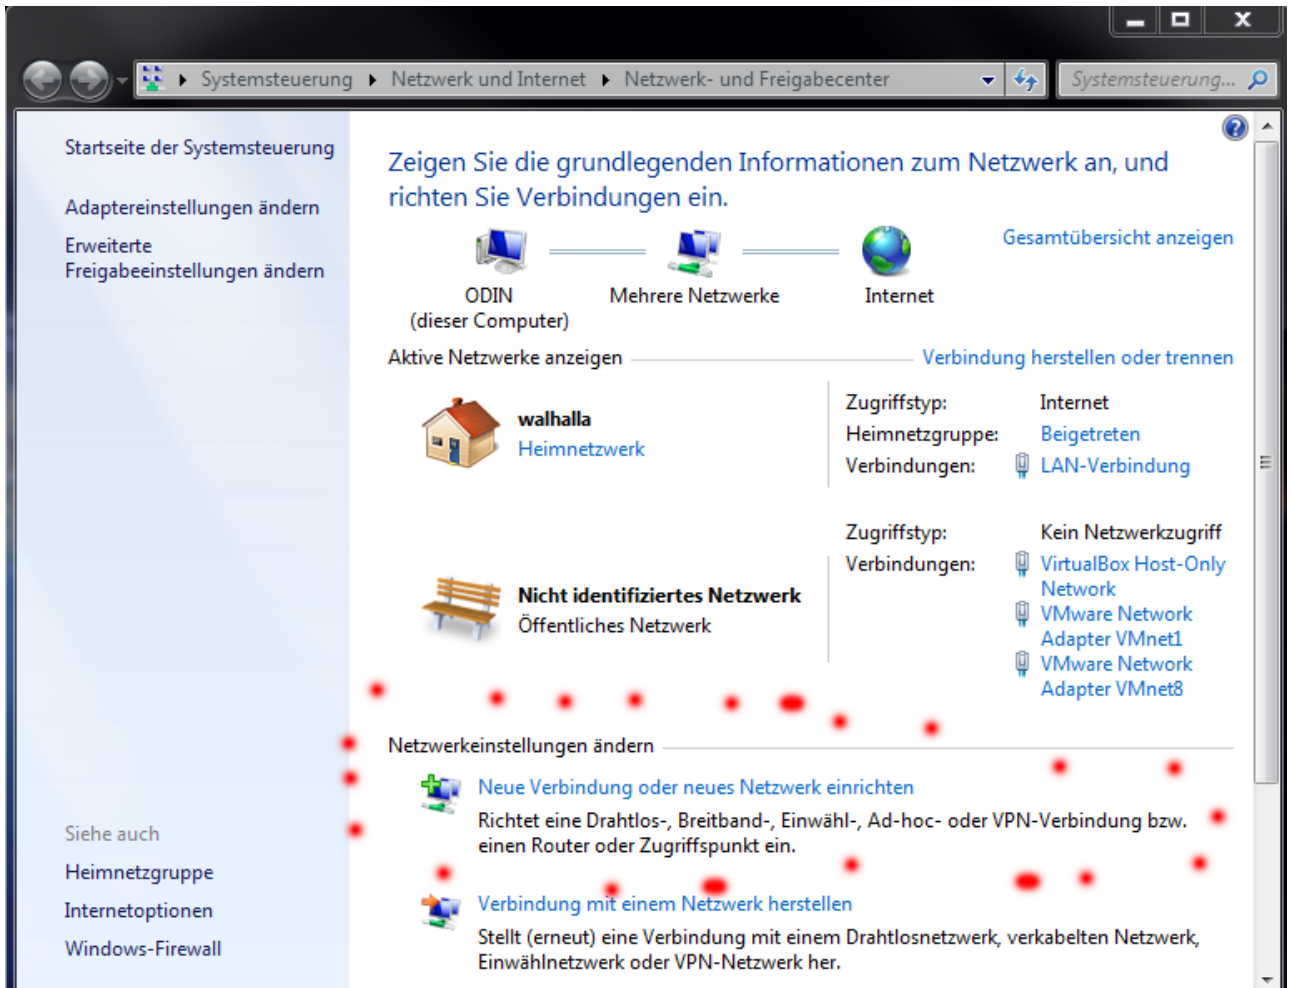 Systemsteuerung Netzwerk und Internet Netzwerk- und Freigabecenter
Systemsteuerung...
Startseite der Systemsteuerung
Adaptereinstellungen ändern
Erweiterte
Freigabeeinstellungen ändern
Siehe auch
Heimnetzgruppe
Internetoptionen
Windows-Firewall
Zeigen Sie die grundlegenden Informationen zum Netzwerk an, und
richten Sie Verbindungen ein.
Gesamtübersicht anzeigen
ODIN
(dieser Computer)
Mehrere Netzwerke
Internet
Aktive Netzwerke anzeigen
Verbindung herstellen oder trennen
walhalla
Heimnetzwerk
Zugriffstyp: Internet
Heimnetzgruppe: Beigetreten
Verbindungen: LAN-Verbindung
Nicht identifiziertes Netzwerk
Öffentliches Netzwerk
Zugriffstyp: Kein Netzwerkzugriff
Verbindungen: VirtualBox Host-Only
Network
VMware Network
Adapter VMnet1
VMware Network
Adapter VMnet8
Netzwerkeinstellungen ändern
Neue Verbindung oder neues Netzwerk einrichten
Richtet eine Drahtlos-, Breitband-, Einwähl-, Ad-hoc- oder VPN-Verbindung bzw.
einen Router oder Zugriffspunkt ein.
Verbindung mit einem Netzwerk herstellen
Stellt (erneut) eine Verbindung mit einem Drahtlosnetzwerk, verkabelten Netzwerk,
Einwählnetzwerk oder VPN-Netzwerk her.